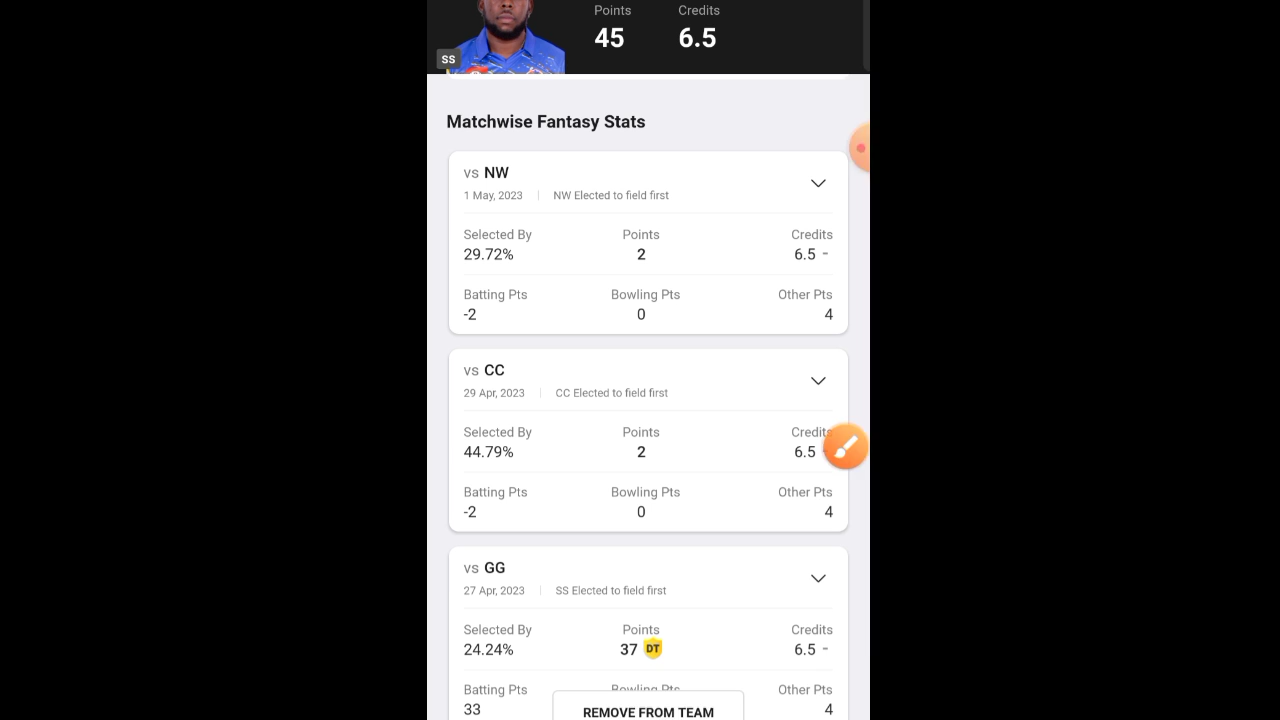 Points Credits
45 6.5
SS
Matchwise Fantasy Stats
vs NW
1 May, 2023 | NW Elected to field first
Selected By Points Credits
29.72% 2 6.5 -
Batting Pts Bowling Pts Other Pts
-2 0 4
vs CC
29 Apr, 2023 | CC Elected to field first
Selected By Points Credits
44.79% 2 6.5
Batting Pts Bowling Pts Other Pts
-2 0 4
vs GG
27 Apr, 2023 | SS Elected to field first
Selected By Points Credits
24.24% 37 DT 6.5 -
Batting Pts Bowling Pts Other Pts
33 4
REMOVE FROM TEAM